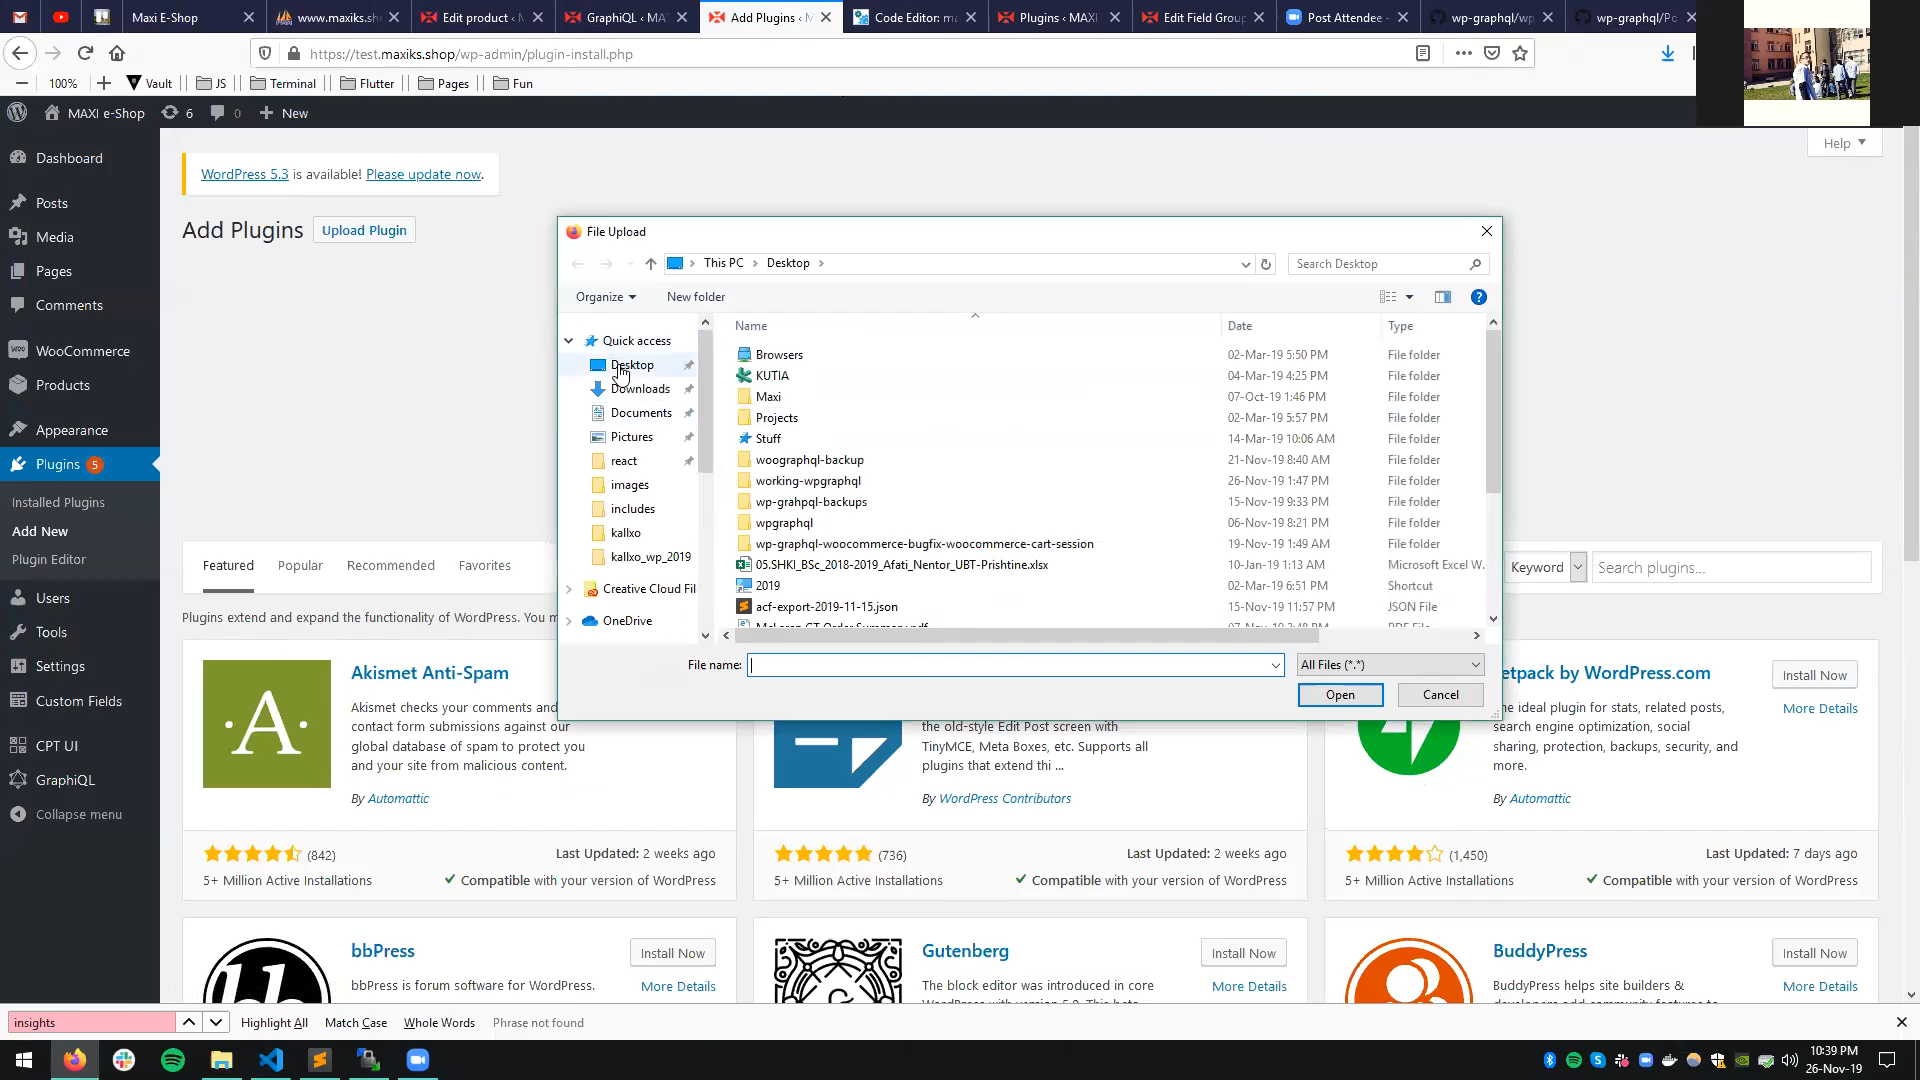 Maxi E-Shop
www.maxiks.sh
Edit product ‹
GraphiQL ‹ MA
Add Plugins ‹ M
Code Editor: m
Plugins ‹ MAXI
Edit Field Grou
Post Attendee -
wp-graphql/wp
wp-graphql/
https://test.maxiks.shop/wp-admin/plugin-install.php
100%
Vault
JS
Terminal
Flutter
Pages
Fun
MAXI e-Shop
6
0
New
Dashboard
Posts
Media
Pages
Comments
WooCommerce
Products
Appearance
Plugins 5
Installed Plugins
Add New
Plugin Editor
Users
Tools
Settings
Custom Fields
CPT UI
GraphiQL
Collapse menu
Help
WordPress 5.3 is available! Please update now.
Add Plugins
Upload Plugin
File Upload
This PC
Desktop
Search Desktop
Organize
New folder
Quick access
Desktop
Downloads
Documents
Pictures
react
images
includes
kallxo
kallxo_wp_2019
Creative Cloud Fil
OneDrive
Name Date Type
Browsers 02-Mar-19 5:50 PM File folder
KUTIA 04-Mar-19 4:25 PM File folder
Maxi 07-Oct-19 1:46 PM File folder
Projects 02-Mar-19 5:57 PM File folder
Stuff 14-Mar-19 10:06 AM File folder
woographql-backup 21-Nov-19 8:40 AM File folder
working-wpgraphql 26-Nov-19 1:47 PM File folder
wp-grahpql-backups 15-Nov-19 9:33 PM File folder
wpgraphql 06-Nov-19 8:21 PM File folder
wp-graphql-woocommerce-bugfix-woocommerce-cart-session 19-Nov-19 1:49 AM File folder
05.SHKI_BSc_2018-2019_Afati_Nentor_UBT-Prishtine.xlsx 10-Jan-19 1:13 AM Microsoft Excel W.
2019 02-Mar-19 6:51 PM Shortcut
acf-export-2019-11-15.json 15-Nov-19 11:57 PM JSON File
File name:
All Files (*.*)
Open
Cancel
Featured
Popular
Recommended
Favorites
Keyword
Search plugins...
Plugins extend and expand the functionality of WordPress. You m
Akismet Anti-Spam
Akismet checks your comments and
contact form submissions against our
global database of spam to protect you
and your site from malicious content.
By Automattic
(842)
5+ Million Active Installations
Last Updated: 2 weeks ago
Compatible with your version of WordPress
the old-style Edit Post screen with
TinyMCE, Meta Boxes, etc. Supports all
plugins that extend thi ...
By WordPress Contributors
(736)
5+ Million Active Installations
Last Updated: 2 weeks ago
Compatible with your version of WordPress
etpack by WordPress.com
Install Now
More Details
he ideal plugin for stats, related posts,
search engine optimization, social
sharing, protection, backups, security, and
more.
By Automattic
(1,450)
5+ Million Active Installations
Last Updated: 7 days ago
Compatible with your version of WordPress
bbPress
Install Now
bbPress is forum software for WordPress.
More Details
Gutenberg
Install Now
The block editor was introduced in core
More Details
BuddyPress
Install Now
BuddyPress helps site builders &
More Details
insights
Highlight All
Match Case
Whole Words
Phrase not found
10:39 PM
26-Nov-19